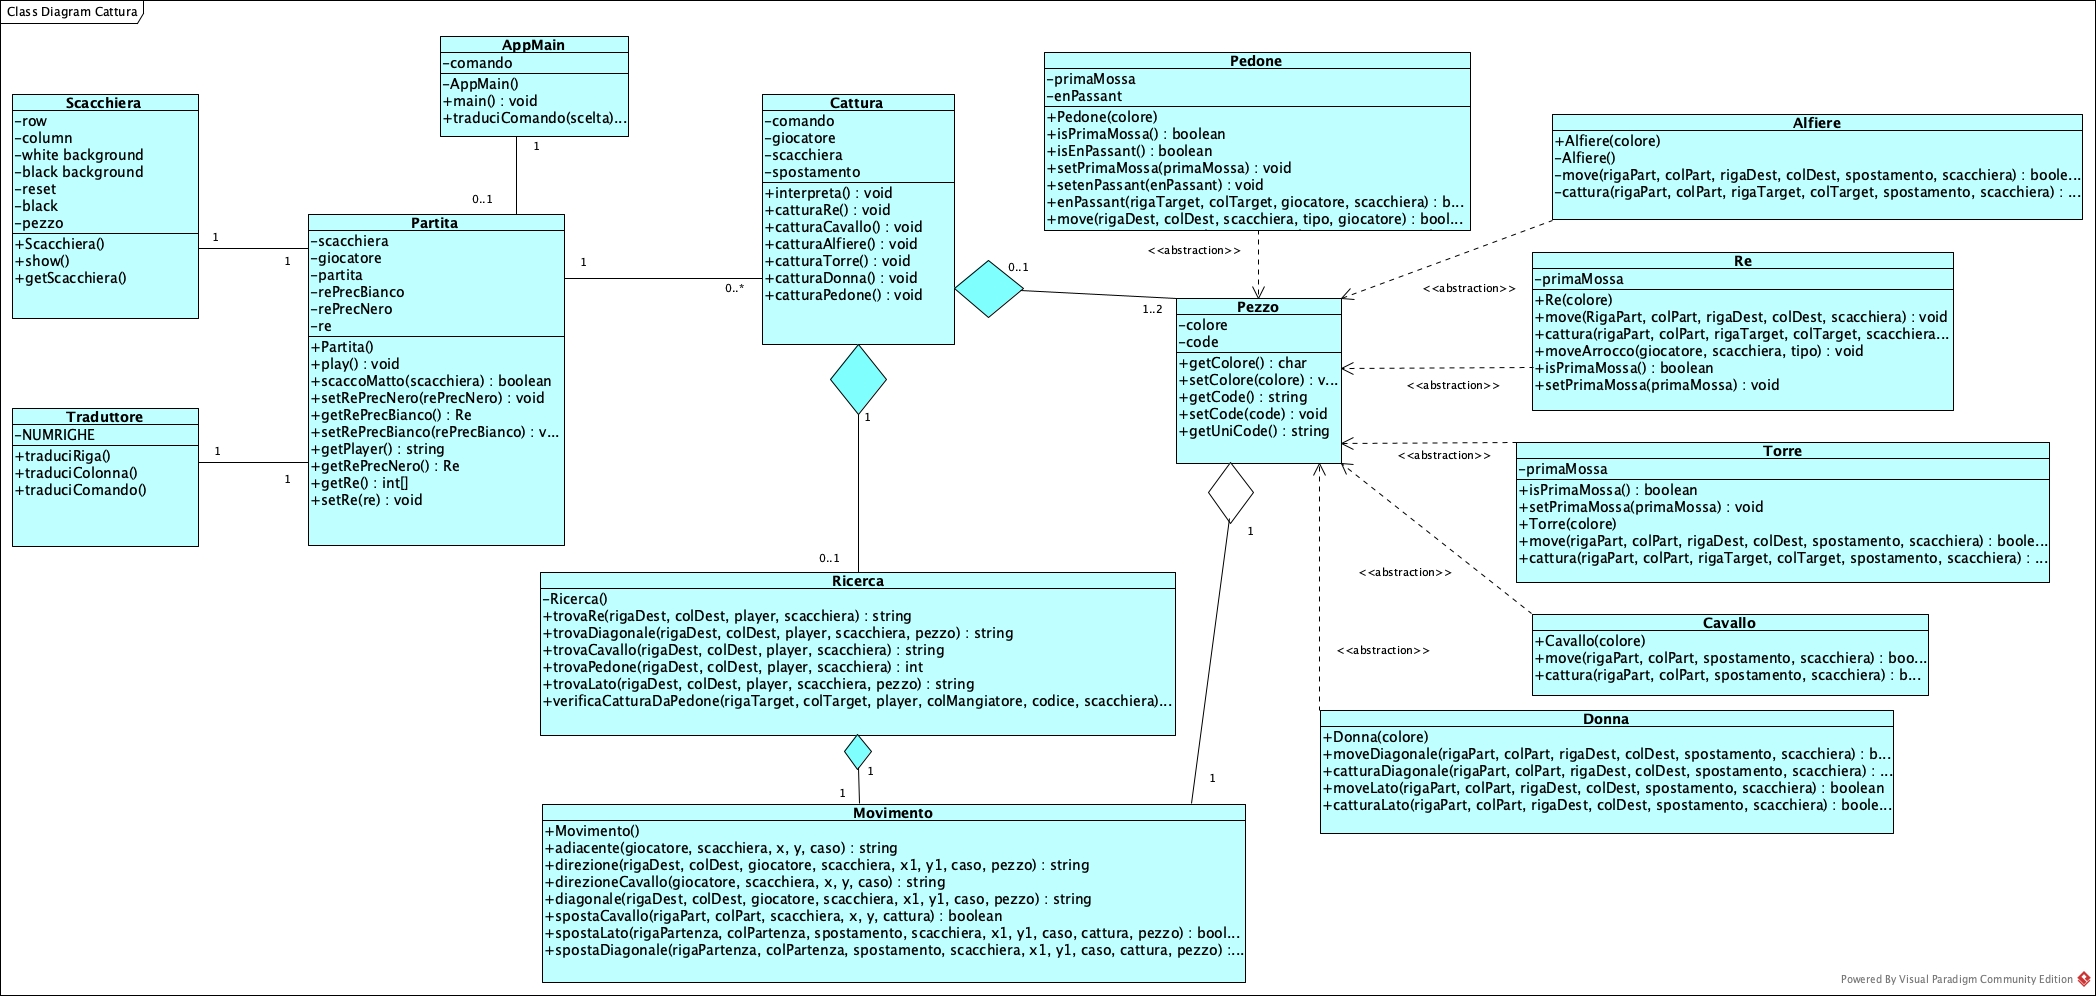 Class Diagram Cattura
AppMain
-comando
-AppMain()
+main() : void
+traduciComando(scelta)...
1
0..1
Scacchiera
-row
-column
-white background
-black background
-reset
-black
-pezzo
+Scacchiera()
+show()
+getScacchiera()
1
1
Traduttore
-NUMRIGHE
+traduciRiga()
+traduciColonna()
+traduciComando()
1
1
Partita
-scacchiera
-giocatore
-partita
-rePrecBianco
-rePrecNero
-re
+Partita()
+play() : void
+scaccoMatto(scacchiera) : boolean
+setRePrecNero(rePrecNero) : void
+getRePrecBianco() : Re
+setRePrecBianco(rePrecBianco) : v...
+getPlayer() : string
+getRePrecNero() : Re
+getRe() : int[]
+setRe(re) : void
1
0..*
Cattura
-comando
-giocatore
-scacchiera
-spostamento
+interpreta() : void
+catturaRe() : void
+catturaCavallo() : void
+catturaAlfiere() : void
+catturaTorre() : void
+catturaDonna() : void
+catturaPedone() : void
0..1
1..2
1
0..1
Pedone
-primaMossa
-enPassant
+Pedone(colore)
+isPrimaMossa() : boolean
+isEnPassant() : boolean
+setPrimaMossa(primaMossa) : void
+setenPassant(enPassant) : void
+enPassant(rigaTarget, colTarget, giocatore, scacchiera) : b...
+move(rigaDest, colDest, scacchiera, tipo, giocatore) : bool...
<<abstraction>>
Alfiere
+Alfiere(colore)
-Alfiere()
-move(rigaPart, colPart, rigaDest, colDest, spostamento, scacchiera) : boole...
-cattura(rigaPart, colPart, rigaTarget, colTarget, spostamento, scacchiera) : ...
<<abstraction>>
Re
-primaMossa
+Re(colore)
+move(RigaPart, colPart, rigaDest, colDest, scacchiera) : void
+cattura(rigaPart, colPart, rigaTarget, colTarget, scacchiera...
+moveArrocco(giocatore, scacchiera, tipo) : void
+isPrimaMossa() : boolean
+setPrimaMossa(primaMossa) : void
<<abstraction>>
Pezzo
-colore
-code
+getColore() : char
+setColore(colore) : v...
+getCode() : string
+setCode(code) : void
+getUniCode() : string
1
1
Torre
-primaMossa
+isPrimaMossa() : boolean
+setPrimaMossa(primaMossa) : void
+Torre(colore)
+move(rigaPart, colPart, rigaDest, colDest, spostamento, scacchiera) : boole...
+cattura(rigaPart, colPart, rigaTarget, colTarget, spostamento, scacchiera) : ...
<<abstraction>>
Cavallo
+Cavallo(colore)
+move(rigaPart, colPart, spostamento, scacchiera) : boo...
+cattura(rigaPart, colPart, spostamento, scacchiera) : b...
<<abstraction>>
Donna
+Donna(colore)
+moveDiagonale(rigaPart, colPart, rigaDest, colDest, spostamento, scacchiera) : b...
+catturaDiagonale(rigaPart, colPart, rigaDest, colDest, spostamento, scacchiera) : ...
+moveLato(rigaPart, colPart, rigaDest, colDest, spostamento, scacchiera) : boolean
+catturaLato(rigaPart, colPart, rigaDest, colDest, spostamento, scacchiera) : boole...
<<abstraction>>
Ricerca
-Ricerca()
+trovaRe(rigaDest, colDest, player, scacchiera) : string
+trovaDiagonale(rigaDest, colDest, player, scacchiera, pezzo) : string
+trovaCavallo(rigaDest, colDest, player, scacchiera) : string
+trovaPedone(rigaDest, colDest, player, scacchiera) : int
+trovaLato(rigaDest, colDest, player, scacchiera, pezzo) : string
+verificaCatturaDaPedone(rigaTarget, colTarget, player, colMangiatore, codice, scacchiera)...
1
1
Movimento
+Movimento()
+adiacente(giocatore, scacchiera, x, y, caso) : string
+direzione(rigaDest, colDest, giocatore, scacchiera, x1, y1, caso, pezzo) : string
+direzioneCavallo(giocatore, scacchiera, x, y, caso) : string
+diagonale(rigaDest, colDest, giocatore, scacchiera, x1, y1, caso, pezzo) : string
+spostaCavallo(rigaPart, colPart, scacchiera, x, y, cattura) : boolean
+spostaLato(rigaPartenza, colPartenza, spostamento, scacchiera, x1, y1, caso, cattura, pezzo) : bool...
+spostaDiagonale(rigaPartenza, colPartenza, spostamento, scacchiera, x1, y1, caso, cattura, pezzo) :...
Powered By Visual Paradigm Community Edition